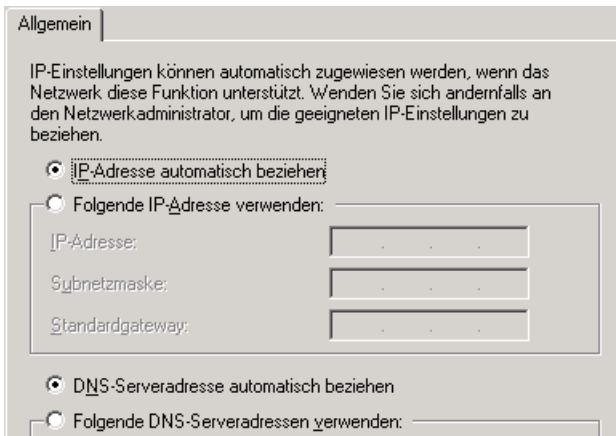 Allgemein
IP-Einstellungen können automatisch zugewiesen werden, wenn das
Netzwerk diese Funktion unterstützt. Wenden Sie sich andernfalls an
den Netzwerkadministrator, um die geeigneten IP-Einstellungen zu
beziehen.
IP-Adresse automatisch beziehen
Folgende IP-Adresse verwenden:
IP-Adresse:
Subnetzmaske:
Standardgateway:
DNS-Serveradresse automatisch beziehen
Folgende DNS-Serveradressen verwenden: